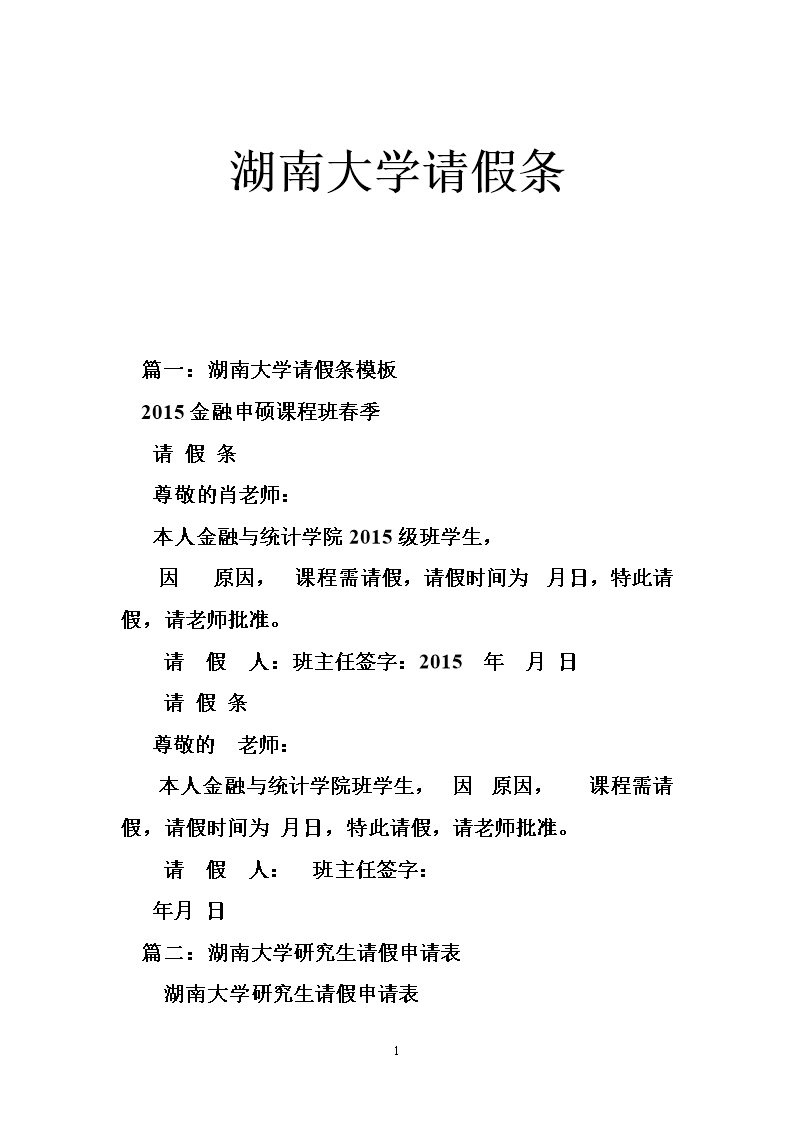 湖南大学请假条
篇一：湖南大学请假条模板
2015 金融申硕课程班春季
请 假 条
尊敬的肖老师：
本人金融与统计学院 2015 级班学生，
因 原因， 课程需请假，请假时间为 月日，特此请
假，请老师批准。
请 假 人：班主任签字：2015 年 月 日
请 假 条
尊敬的 老师：
本人金融与统计学院班学生， 因 原因， 课程需请
假，请假时间为 月日，特此请假，请老师批准。
请 假 人： 班主任签字：
年月 日
篇二：湖南大学研究生请假申请表
湖南大学研究生请假申请表
1